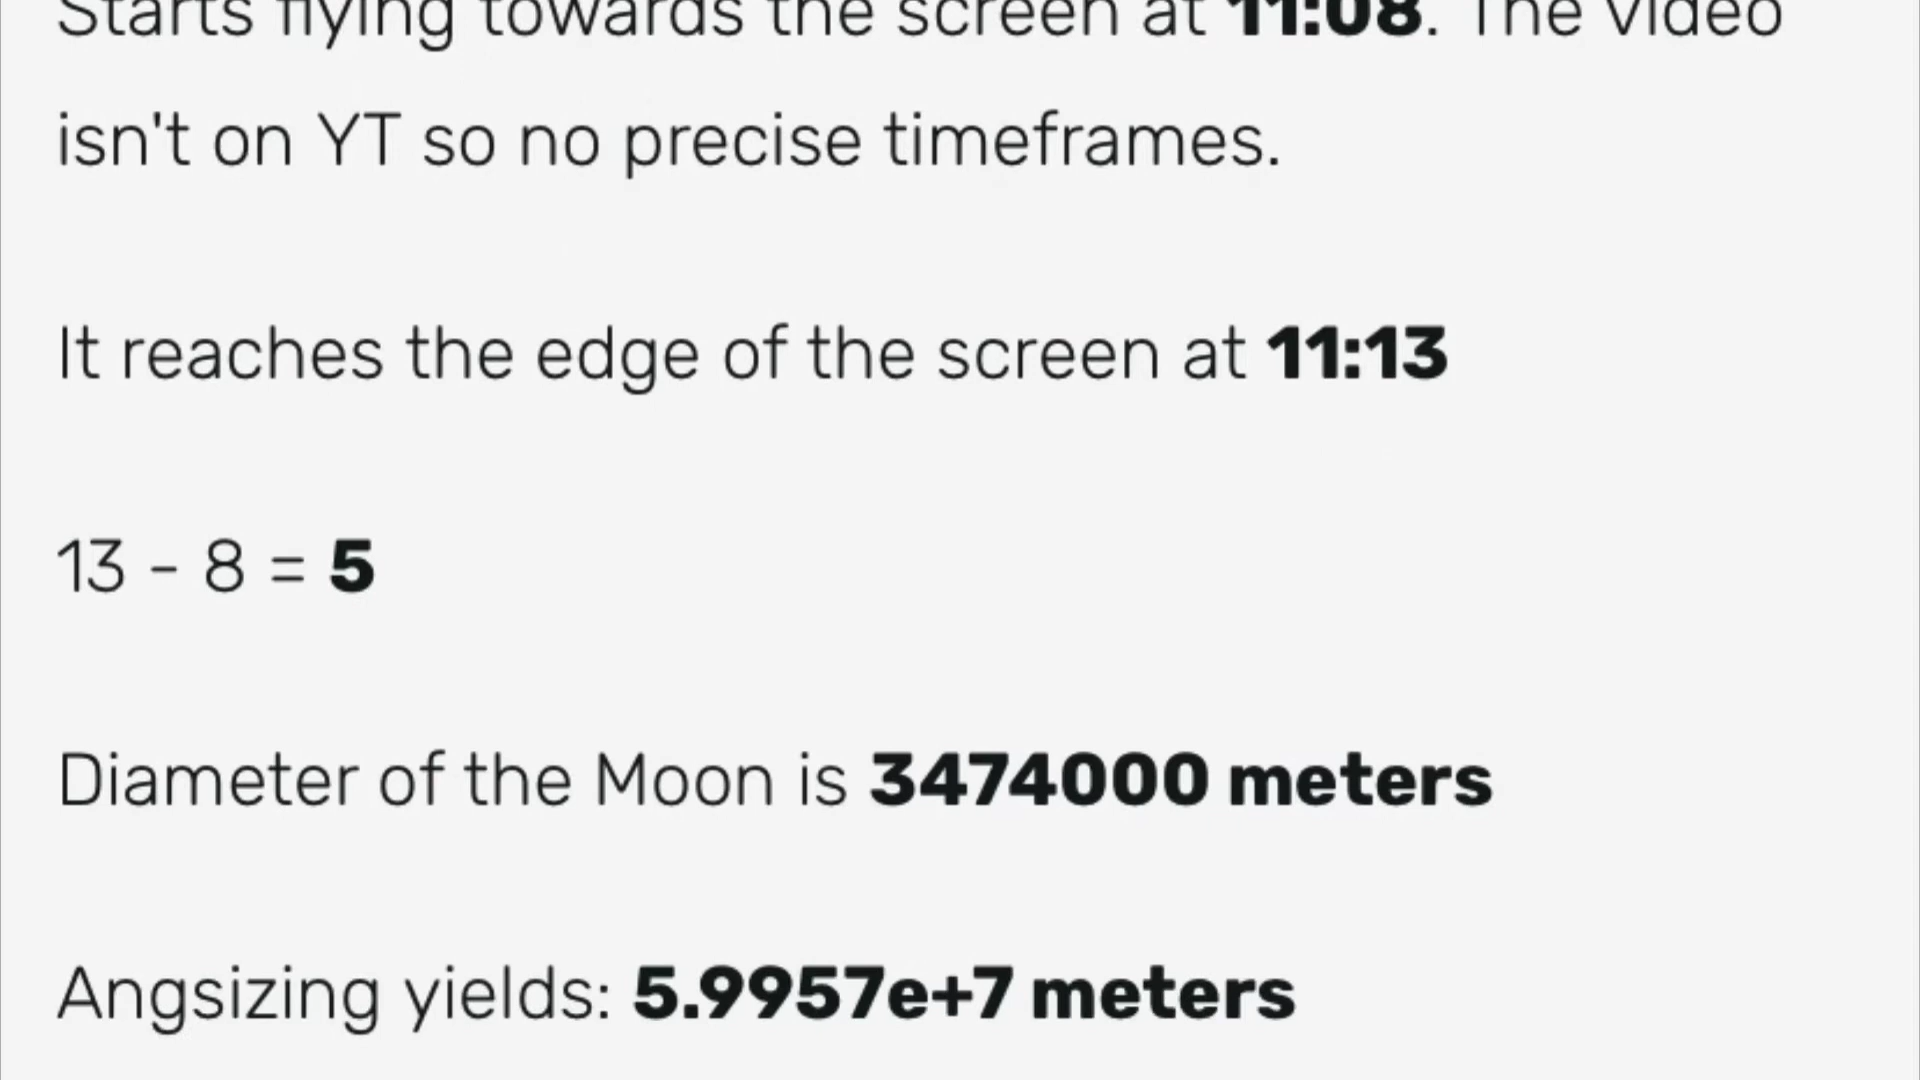 Starts flying towards the screen at 11:08. The video
isn't on YT so no precise timeframes.
It reaches the edge of the screen at 11:13
13 - 8 = 5
Diameter of the Moon is 3474000 meters
Angsizing yields: 5.9957e+7 meters